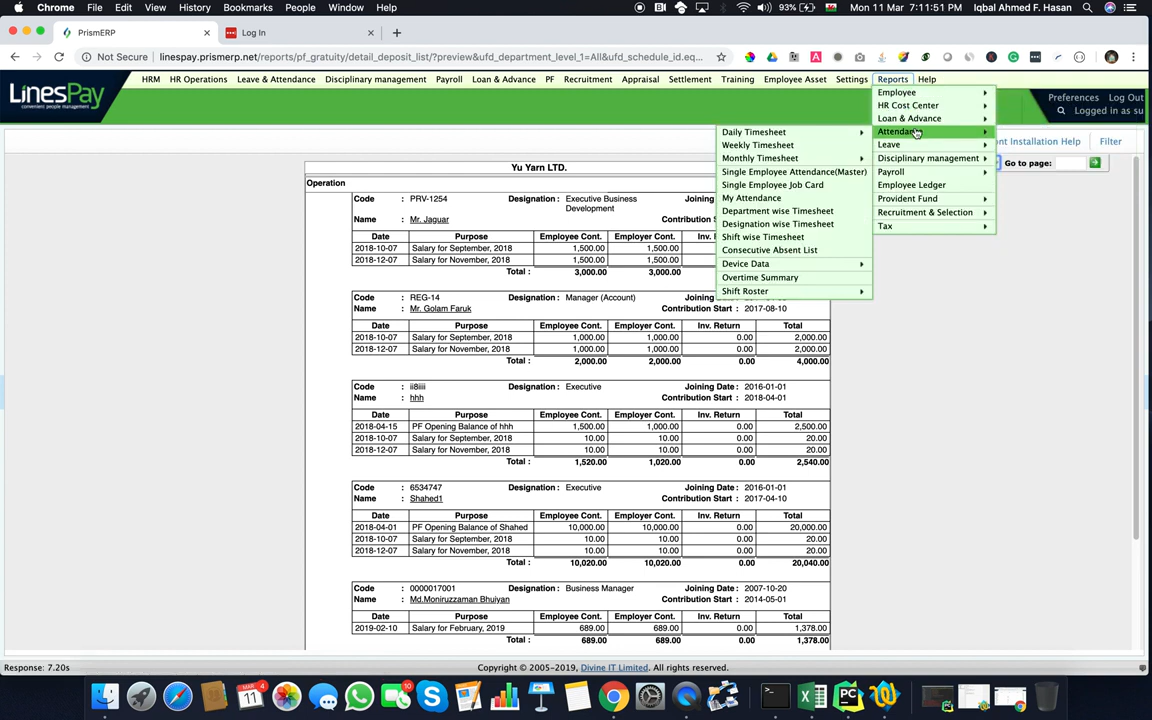 Chrome File Edit View History Bookmarks People Window Help 93% Mon 11 Mar 7:11:51 PM Iqbal Ahmed F. Hasan
PrismERP Log In
Not Secure linespay.prismerp.net/reports/pf_gratuity/detail_deposit_list/?preview&ufd_department_level_1=All&ufd_schedule_id.eq...
HRM HR Operations Leave & Attendance Disciplinary management Payroll Loan & Advance PF Recruitment Appraisal Settlement Training Employee Asset Settings Reports Help
LinesPay
convenient people management
Preferences Log Out
Logged in as su
Employee
HR Cost Center
Loan & Advance
Leave
Disciplinary management
Payroll
Employee Ledger
Provident Fund
Recruitment & Selection
Tax
Daily Timesheet
Weekly Timesheet
Monthly Timesheet
Single Employee Attendance(Master)
Single Employee Job Card
My Attendance
Department wise Timesheet
Designation wise Timesheet
Shift wise Timesheet
Consecutive Absent List
Device Data
Overtime Summary
Shift Roster
Installation Help Filter
Go to page:
Yu Yarn LTD.
Operation
Code : PRV-1254 Designation : Executive Business Development Joining
Name : Mr. Jaguar Contribution
Date Purpose Employee Cont. Employer Cont. Inv.
2018-10-07 Salary for September, 2018 1,500.00 1,500.00
2018-12-07 Salary for November, 2018 1,500.00 1,500.00
Total : 3,000.00 3,000.00
Code : REG-14 Designation : Manager (Account) Joining
Name : Mr. Golam Faruk Contribution Start : 2017-08-10
Date Purpose Employee Cont. Employer Cont. Inv. Return Total
2018-10-07 Salary for September, 2018 1,000.00 1,000.00 0.00 2,000.00
2018-12-07 Salary for November, 2018 1,000.00 1,000.00 0.00 2,000.00
Total : 2,000.00 2,000.00 0.00 4,000.00
Code : ii8iiii Designation : Executive Joining Date : 2016-01-01
Name : hhh Contribution Start : 2018-04-01
Date Purpose Employee Cont. Employer Cont. Inv. Return Total
2018-04-15 PF Opening Balance of hhh 1,500.00 1,000.00 0.00 2,500.00
2018-10-07 Salary for September, 2018 10.00 10.00 0.00 20.00
2018-12-07 Salary for November, 2018 10.00 10.00 0.00 20.00
Total : 1,520.00 1,020.00 0.00 2,540.00
Code : 6534747 Designation : Executive Joining Date : 2016-01-01
Name : Shahed1 Contribution Start : 2017-04-10
Date Purpose Employee Cont. Employer Cont. Inv. Return Total
2018-04-01 PF Opening Balance of Shahed 10,000.00 10,000.00 0.00 20,000.00
2018-10-07 Salary for September, 2018 10.00 10.00 0.00 20.00
2018-12-07 Salary for November, 2018 10.00 10.00 0.00 20.00
Total : 10,020.00 10,020.00 0.00 20,040.00
Code : 0000017001 Designation : Business Manager Joining Date : 2007-10-20
Name : Md.Moniruzzaman Bhuiyan Contribution Start : 2014-05-01
Date Purpose Employee Cont. Employer Cont. Inv. Return Total
2019-02-10 Salary for February, 2019 689.00 689.00 0.00 1,378.00
Total : 689.00 689.00 0.00 1,378.00
Response: 7.20s Copyright © 2005-2019, Divine IT Limited. All rights reserved.